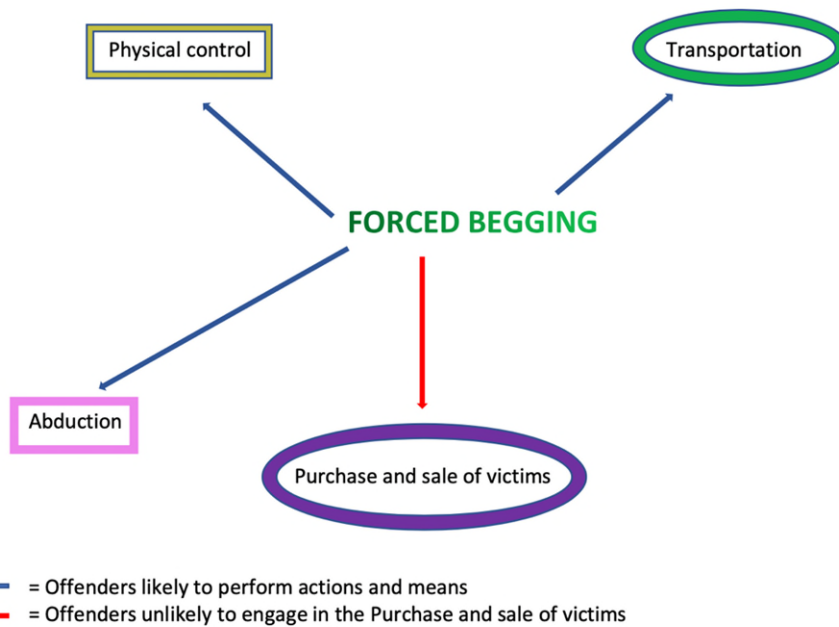 Physical control
Transportation
FORCED BEGGING
Abduction
Purchase and sale of victims
= Offenders likely to perform actions and means
= Offenders unlikely to engage in the Purchase and sale of victims